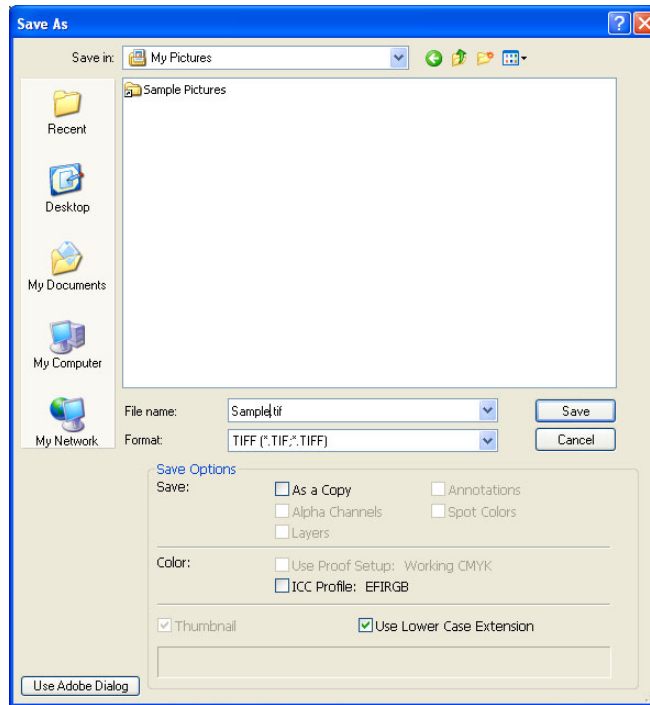 Save As
Save in: My Pictures
Sample Pictures
Recent
Desktop
My Documents
My Computer
My Network
File name: Sample.tif Save
Format: TIFF (*.TIF;*.TIFF) Cancel
Save Options
Save: As a Copy Annotations
Alpha Channels Spot Colors
Layers
Color: Use Proof Setup: Working CMYK
ICC Profile: EFIRGB
Thumbnail Use Lower Case Extension
Use Adobe Dialog